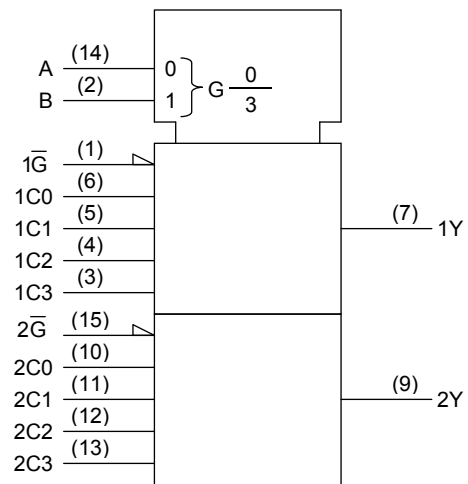 A (14) 0
B (2) 1
G 0/3
1G̅ (1)
1C0 (6)
1C1 (5)
1C2 (4)
1C3 (3)
(7) 1Y
2G̅ (15)
2C0 (10)
2C1 (11)
2C2 (12)
2C3 (13)
(9) 2Y